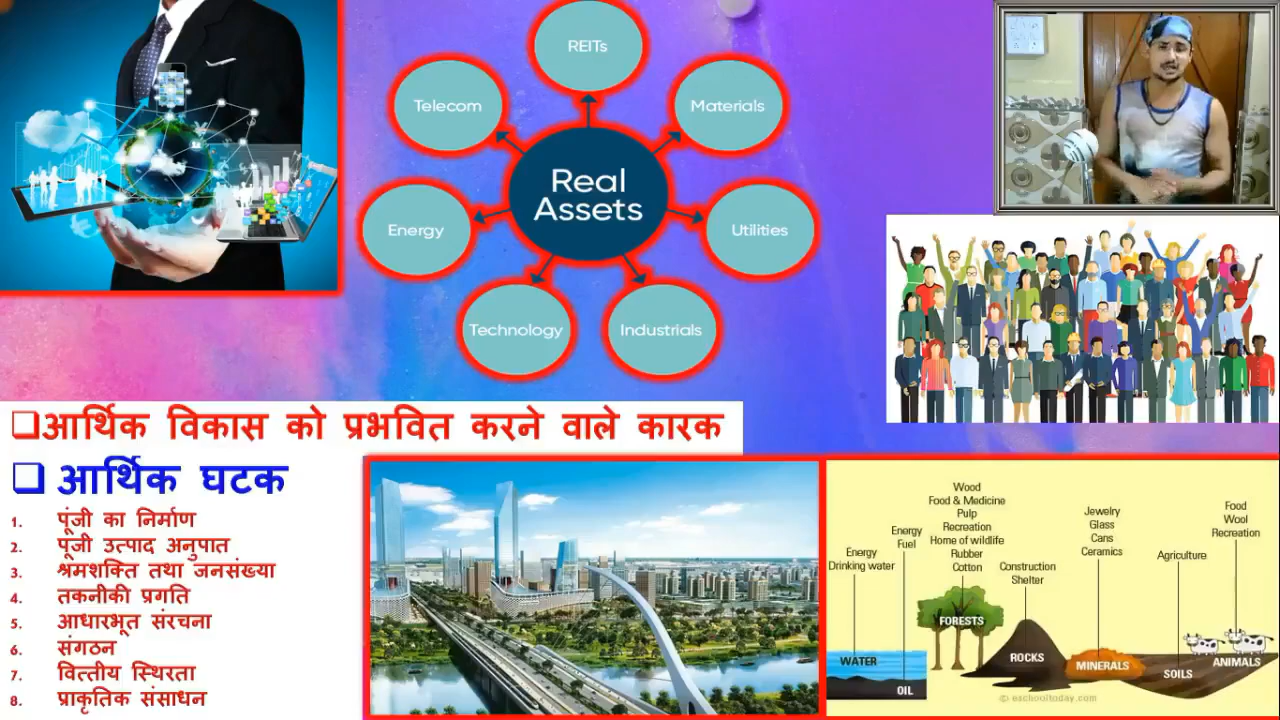 REITs
Telecom
Materials
Real
Assets
Energy
Utilities
Technology
Industrials
❑आर्थिक विकास को प्रभवित करने वाले कारक
❑ आर्थिक घटक
1. पूंजी का निर्माण
2. पूंजी उत्पाद अनुपात
3. श्रमशक्ति तथा जनसंख्या
4. तकनीकी प्रगति
5. आधारभूत संरचना
6. संगठन
7. वित्तीय स्थिरता
8. प्राकृतिक संसाधन
Energy
Drinking water
Energy
Fuel
Wood
Food & Medicine
Pulp
Recreation
Home of wildlife
Rubber
Cotton
Construction
Shelter
Jewelry
Glass
Cans
Ceramics
Agriculture
Food
Wool
Recreation
WATER
OIL
FORESTS
ROCKS
MINERALS
SOILS
ANIMALS
© eschooltoday.com